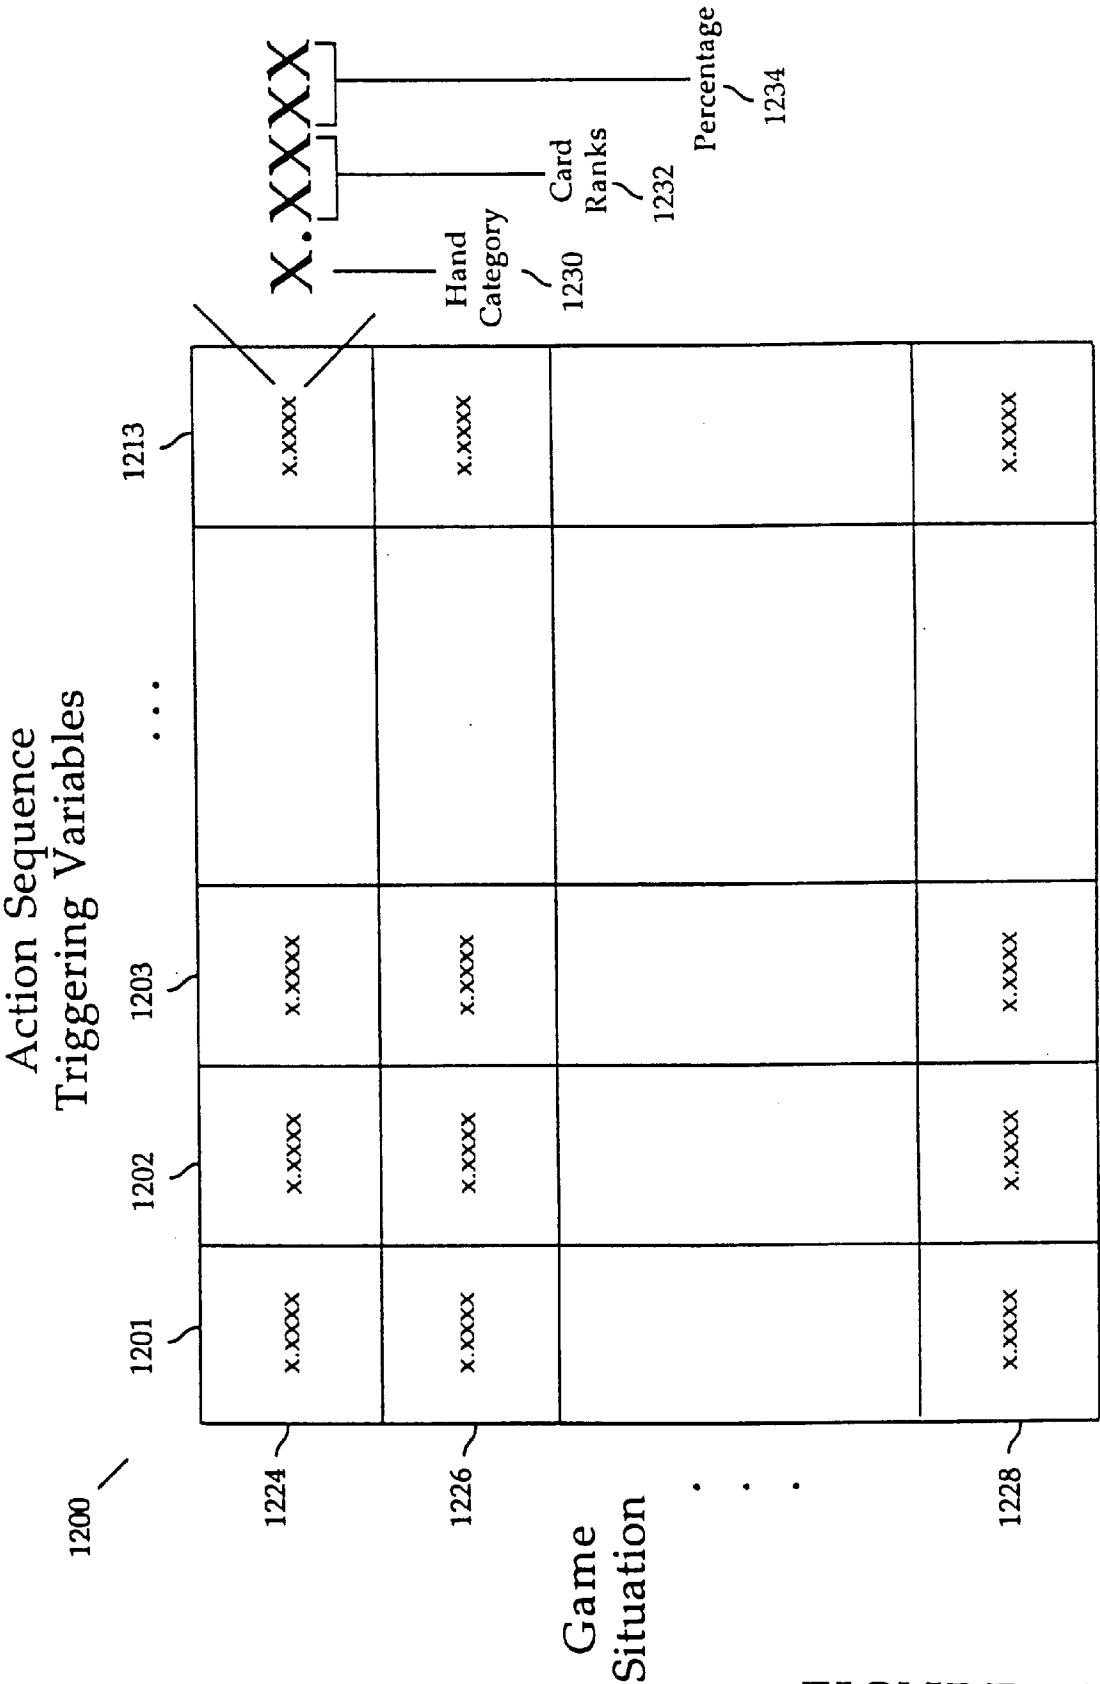 Action Sequence
Triggering Variables
1200
1201
1202
1203
. . .
1213
1224
x.xxxx
x.xxxx
x.xxxx
x.xxxx
X.XXXX
1226
x.xxxx
x.xxxx
x.xxxx
x.xxxx
Hand
Category
1230
Card
Ranks
1232
Percentage
1234
Game
Situation
. . .
1228
x.xxxx
x.xxxx
x.xxxx
x.xxxx